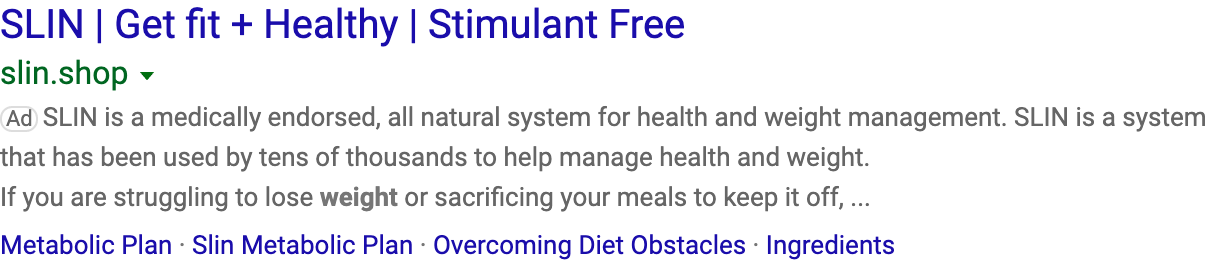 SLIN | Get fit + Healthy | Stimulant Free
slin.shop
Ad SLIN is a medically endorsed, all natural system for health and weight management. SLIN is a system
that has been used by tens of thousands to help manage health and weight.
If you are struggling to lose weight or sacrificing your meals to keep it off, ...
Metabolic Plan · Slin Metabolic Plan · Overcoming Diet Obstacles · Ingredients